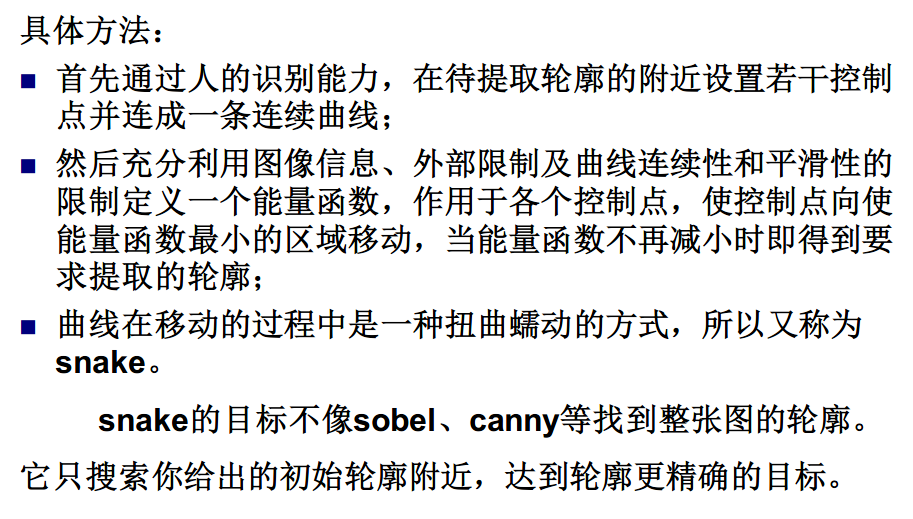 具体方法：
■ 首先通过人的识别能力，在待提取轮廓的附近设置若干控制
点并连成一条连续曲线；
■ 然后充分利用图像信息、外部限制及曲线连续性和平滑性的
限制定义一个能量函数，作用于各个控制点，使控制点向使
能量函数最小的区域移动，当能量函数不再减小时即得到要
求提取的轮廓；
■ 曲线在移动的过程中是一种扭曲蠕动的方式，所以又称为
snake。
snake的目标不像sobel、canny等找到整张图的轮廓。
它只搜索你给出的初始轮廓附近，达到轮廓更精确的目标。